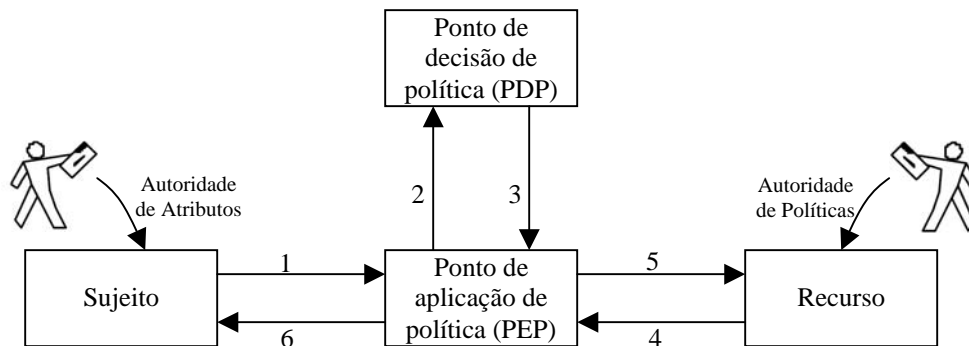 Ponto de
decisão de
política (PDP)
Autoridade
de Atributos
2
3
Autoridade
de Políticas
Sujeito
1
6
Ponto de
aplicação de
política (PEP)
5
4
Recurso